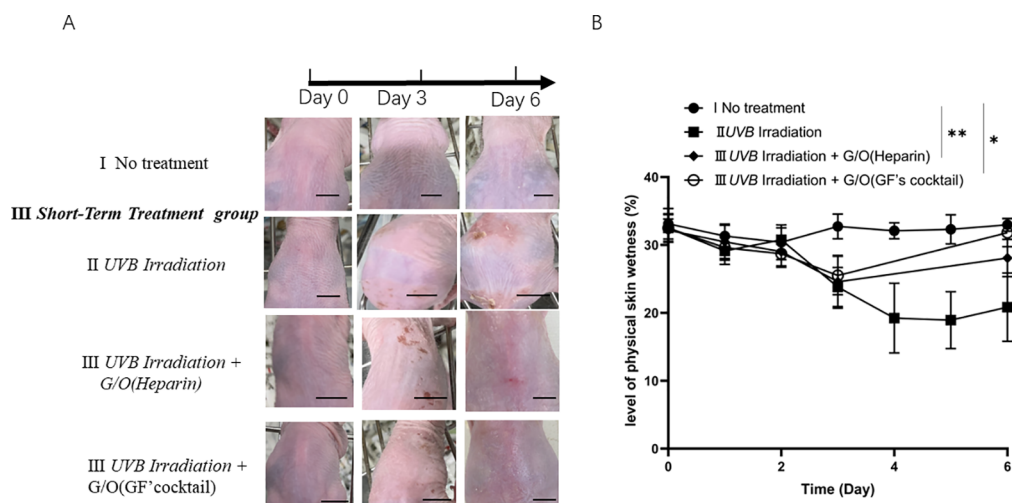 A
Day 0 Day 3 Day 6
I No treatment
III Short-Term Treatment group
II UVB Irradiation
III UVB Irradiation +
G/O(Heparin)
III UVB Irradiation +
G/O(GF'cocktail)
B
I No treatment
II UVB Irradiation
III UVB Irradiation + G/O(Heparin)
III UVB Irradiation + G/O(GF's cocktail)
** *
level of physical skin wetness (%)
40
30
20
10
0
0 2 4 6
Time (Day)